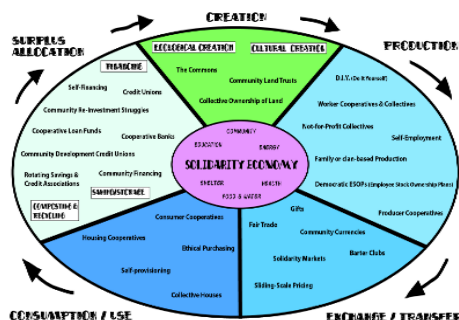 CREATION
SURPLUS
ALLOCATION
PRODUCTION
ECOLOGICAL CREATION
CULTURAL CREATION
The Commons
Community Land Trusts
Collective Ownership of Land
FINANCING
Self-Financing
Credit Unions
Community Re-Investment Struggles
Cooperative Loan Funds
Cooperative Banks
Community Development Credit Unions
Community Financing
Rotating Savings &
Credit Associations
SAVING/STORAGE
COMPOSTING &
RECYCLING
D.I.Y. (Do It Yourself)
Worker Cooperatives & Collectives
Not-for-Profit Collectives
Self-Employment
Family or clan-based Production
Democratic ESOPs (Employee Stock Ownership Plans)
Producer Cooperatives
COMMUNITY
EDUCATION
ENERGY
SOLIDARITY ECONOMY
SHELTER
HEALTH
FOOD & WATER
Consumer Cooperatives
Housing Cooperatives
Ethical Purchasing
Self-provisioning
Collective Houses
Gifts
Fair Trade
Community Currencies
Solidarity Markets
Barter Clubs
Sliding-Scale Pricing
CONSUMPTION / USE
EXCHANGE / TRANSFER